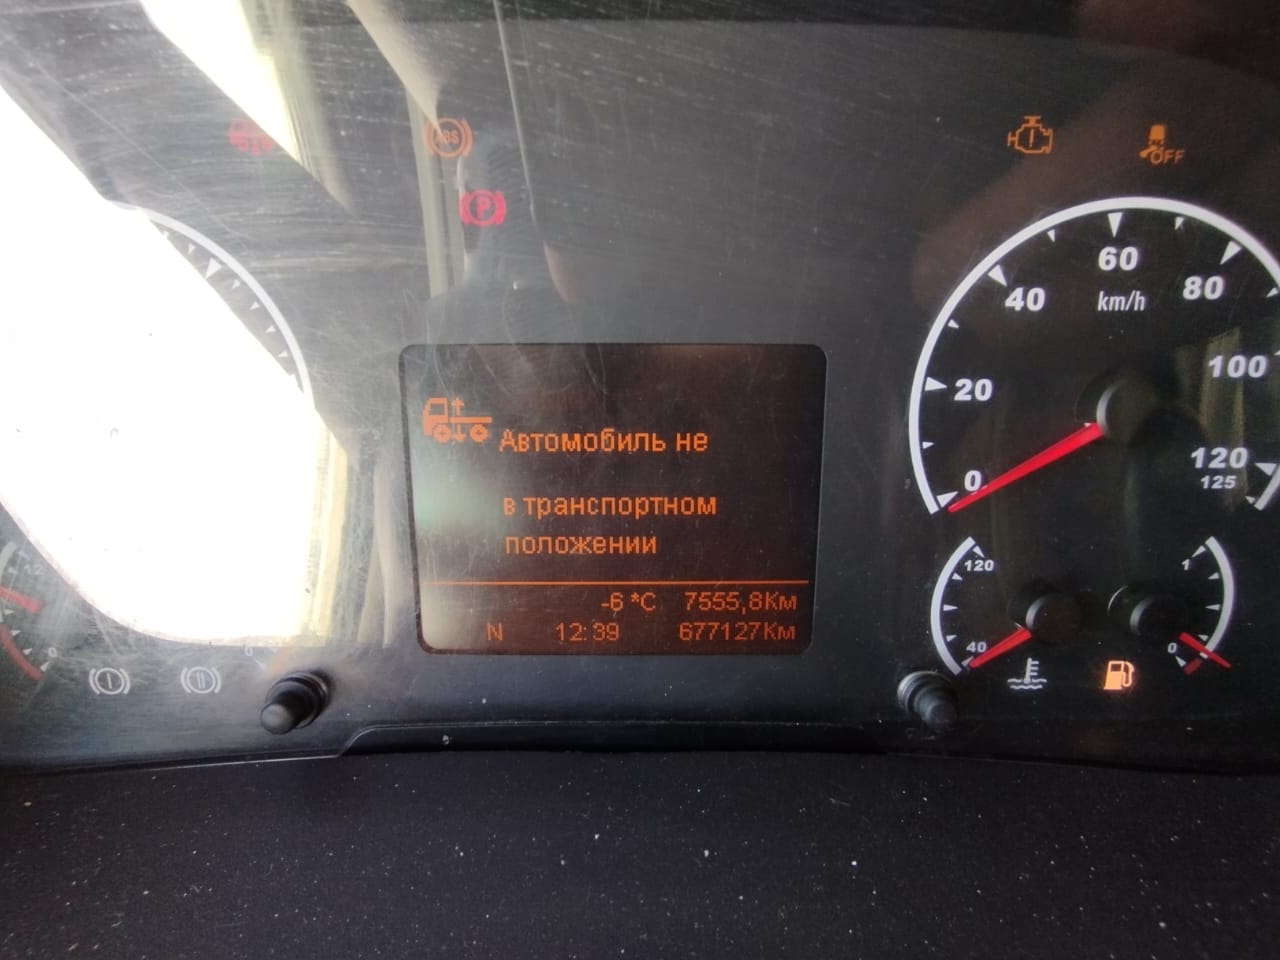 ABS
P
OFF
0
20
40
60
80
100
120
125
km/h
Автомобиль не
в транспортном
положении
-6 *C 7555,8Км
N 12:39 677127Км
120
40
1
0